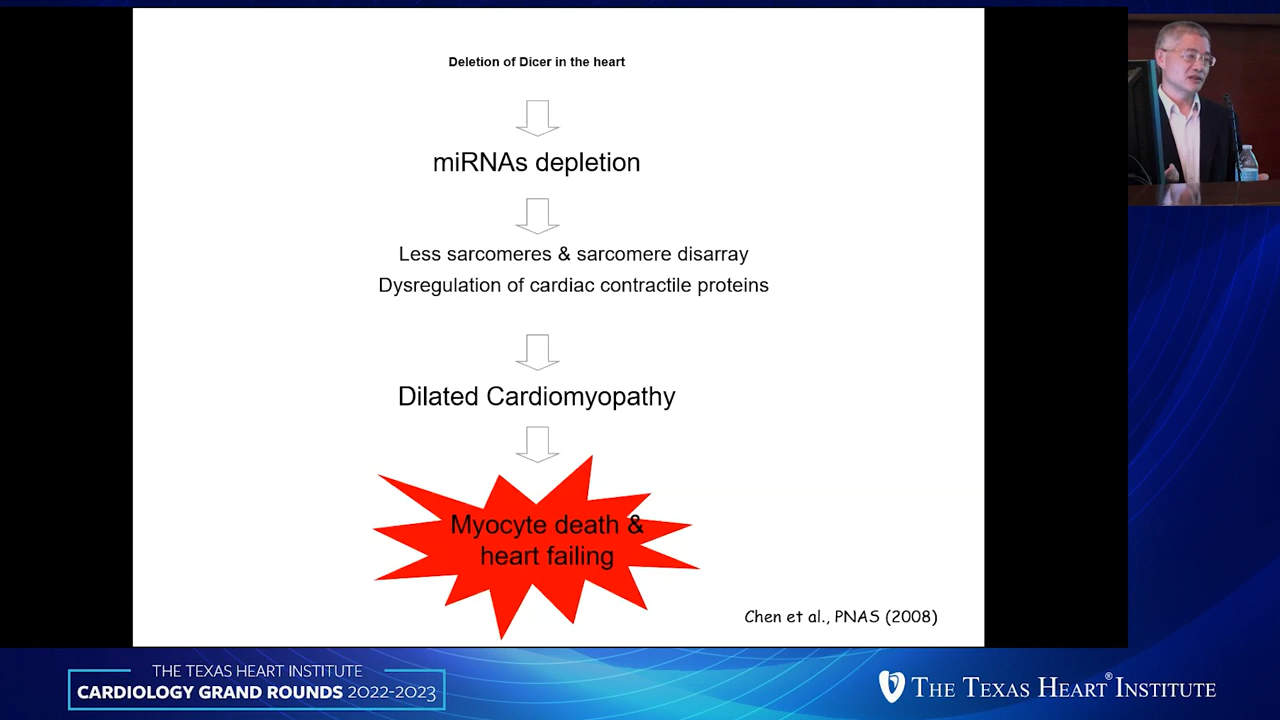 Deletion of Dicer in the heart
miRNAs depletion
Less sarcomeres & sarcomere disarray
Dysregulation of cardiac contractile proteins
Dilated Cardiomyopathy
Myocyte death &
heart failing
Chen et al., PNAS (2008)
THE TEXAS HEART INSTITUTE
CARDIOLOGY GRAND ROUNDS 2022-2023
THE TEXAS HEART® INSTITUTE